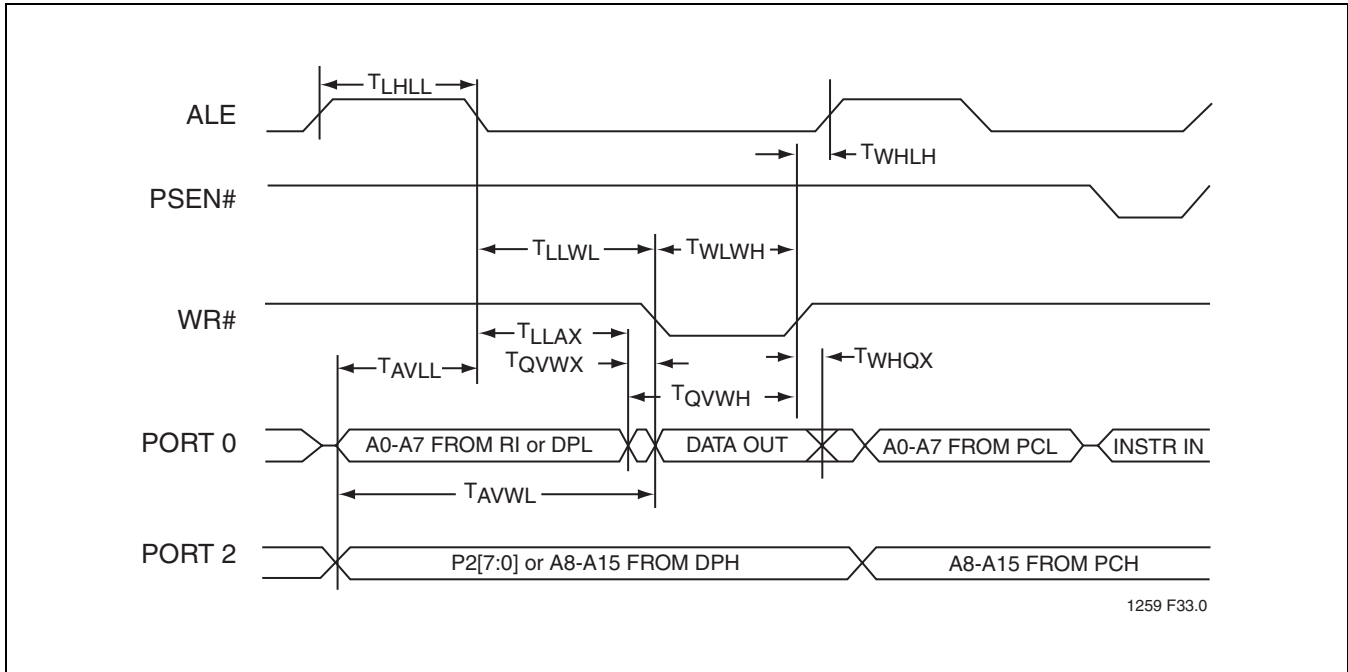 TLHLL
ALE
TWHLH
PSEN#
TLLWL
TWLWH
WR#
TLLAX
TAVLL
TQVWX
TWHQX
TQVWH
PORT 0
A0-A7 FROM RI or DPL
DATA OUT
A0-A7 FROM PCL
INSTR IN
TAVWL
PORT 2
P2[7:0] or A8-A15 FROM DPH
A8-A15 FROM PCH
1259 F33.0